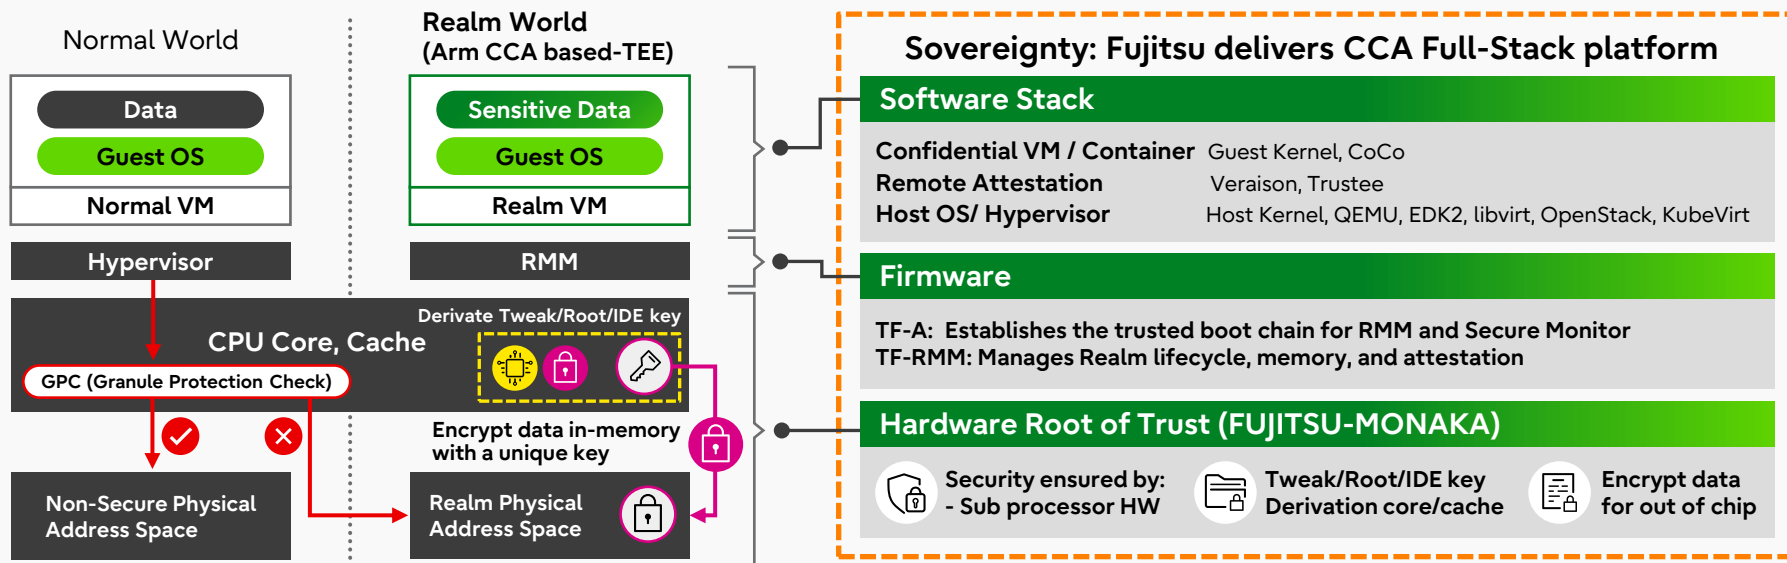 Normal World
Data
Guest OS
Normal VM
Hypervisor
Realm World
(Arm CCA based-TEE)
Sensitive Data
Guest OS
Realm VM
RMM
Derivate Tweak/Root/IDE key
CPU Core, Cache
GPC (Granule Protection Check)
Encrypt data in-memory
with a unique key
Non-Secure Physical
Address Space
Realm Physical
Address Space
Sovereignty: Fujitsu delivers CCA Full-Stack platform
Software Stack
Confidential VM / Container Guest Kernel, CoCo
Remote Attestation Veraison, Trustee
Host OS/ Hypervisor Host Kernel, QEMU, EDK2, libvirt, OpenStack, KubeVirt
Firmware
TF-A: Establishes the trusted boot chain for RMM and Secure Monitor
TF-RMM: Manages Realm lifecycle, memory, and attestation
Hardware Root of Trust (FUJITSU-MONAKA)
Security ensured by:
- Sub processor HW
Tweak/Root/IDE key
Derivation core/cache
Encrypt data
for out of chip